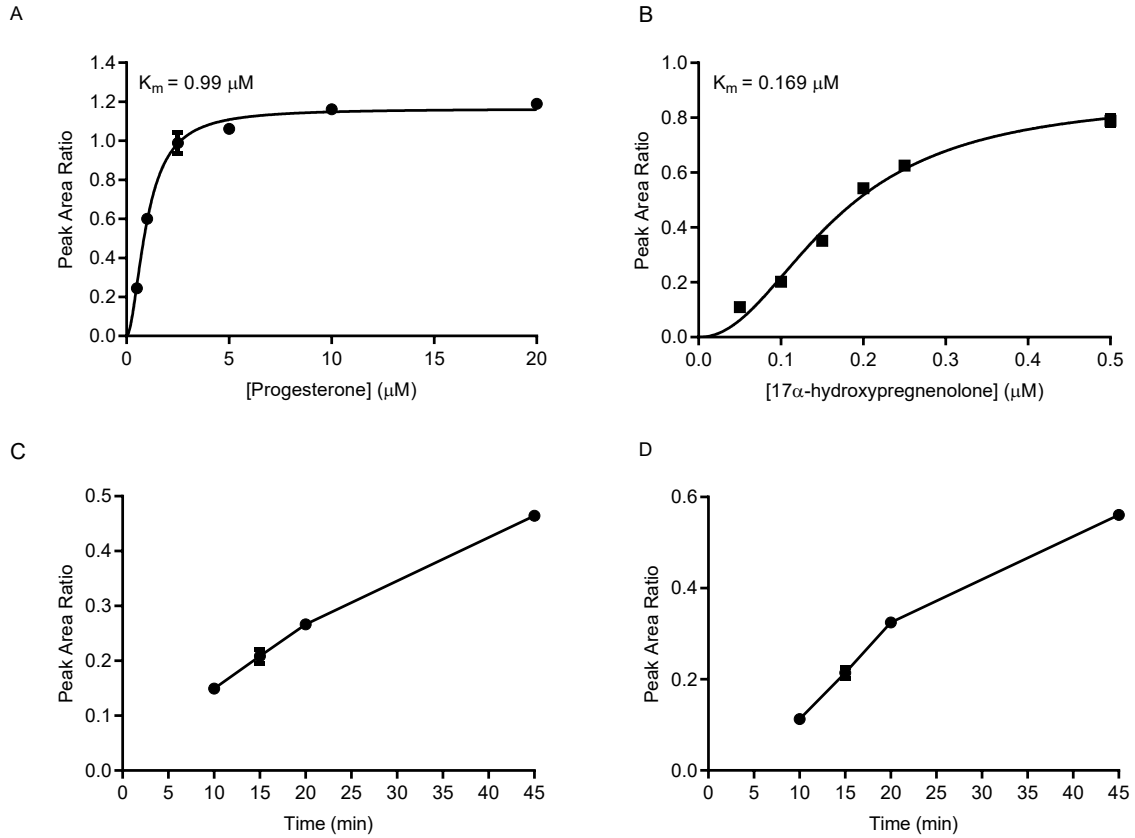 A
K_m = 0.99 μM
Peak Area Ratio
1.4
1.2
1.0
0.8
0.6
0.4
0.2
0.0
0 5 10 15 20
[Progesterone] (μM)
B
K_m = 0.169 μM
Peak Area Ratio
1.0
0.8
0.6
0.4
0.2
0.0
0.0 0.1 0.2 0.3 0.4 0.5
[17α-hydroxypregnenolone] (μM)
C
Peak Area Ratio
0.5
0.4
0.3
0.2
0.1
0.0
0 5 10 15 20 25 30 35 40 45
Time (min)
D
Peak Area Ratio
0.6
0.4
0.2
0.0
0 5 10 15 20 25 30 35 40 45
Time (min)